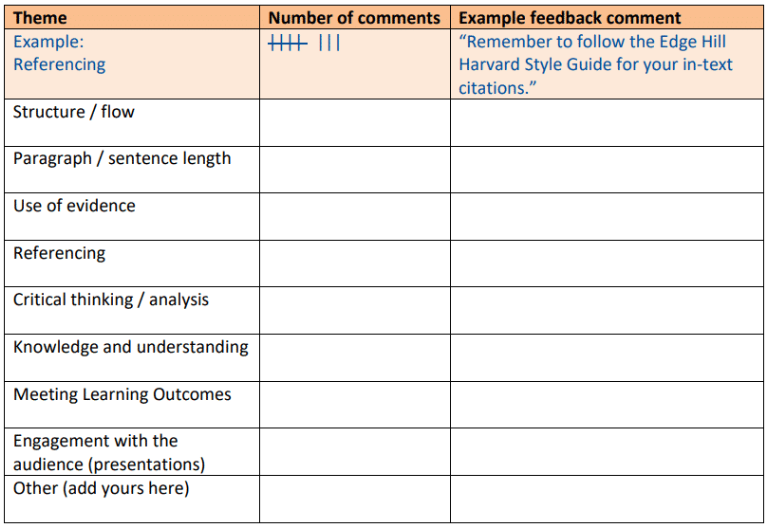 Theme Number of comments Example feedback comment
Example: 卌 ||| “Remember to follow the Edge Hill
Referencing Harvard Style Guide for your in-text
citations.”
Structure / flow
Paragraph / sentence length
Use of evidence
Referencing
Critical thinking / analysis
Knowledge and understanding
Meeting Learning Outcomes
Engagement with the
audience (presentations)
Other (add yours here)